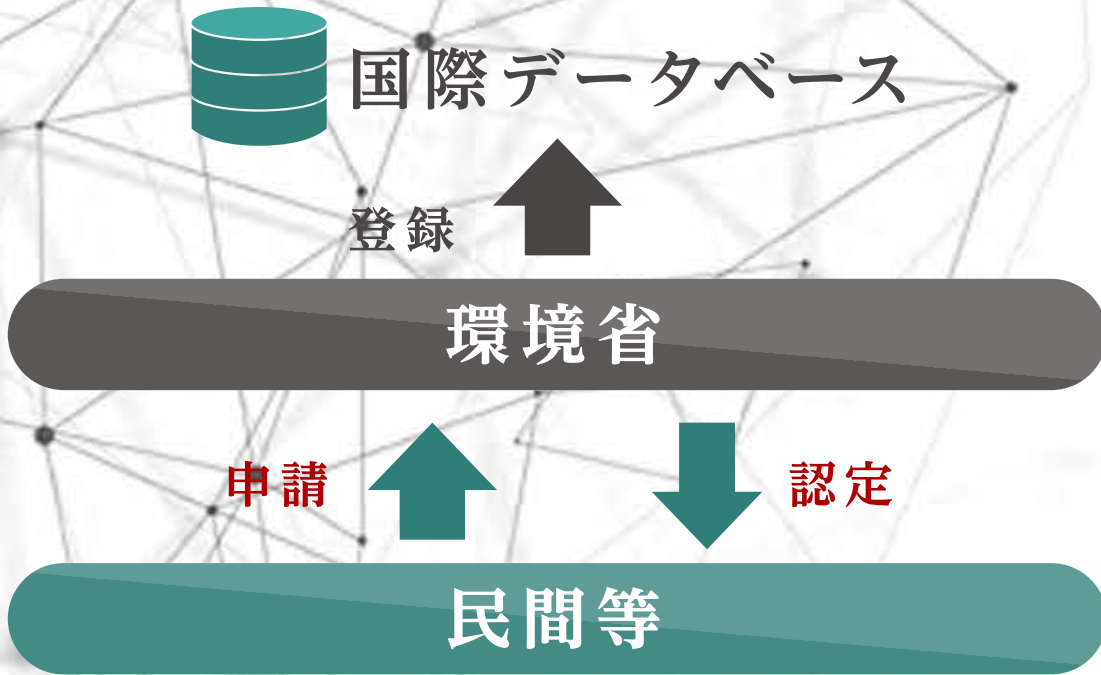 国際データベース
登録
環境省
申請
認定
民間等